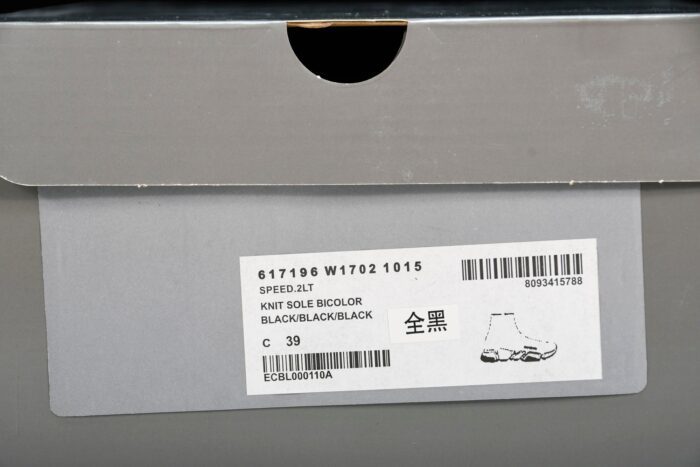 617196 W1702 1015
SPEED.2LT
8093415788
KNIT SOLE BICOLOR
BLACK/BLACK/BLACK
全黑
C 39
ECBL000110A